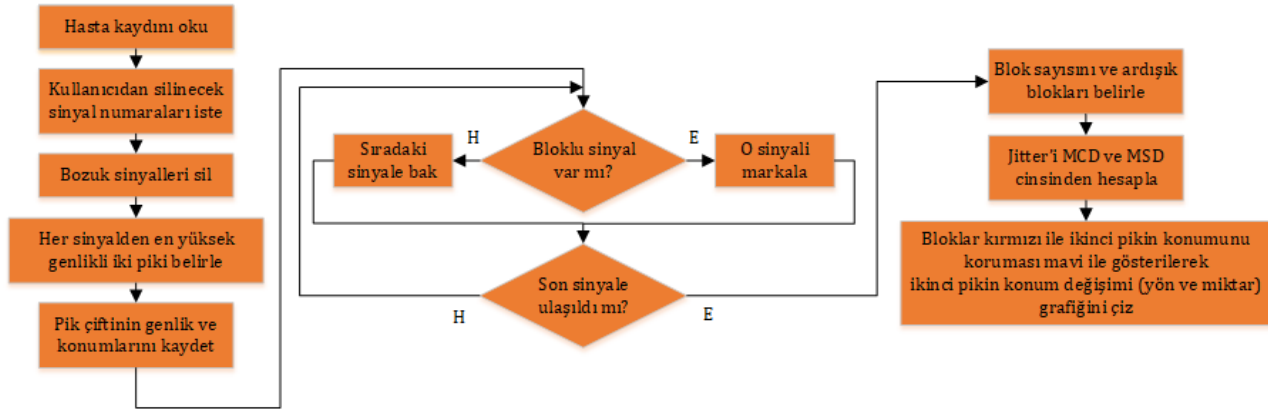 Hasta kaydını oku
Kullanıcıdan silinecek
sinyal numaraları iste
Bozuk sinyalleri sil
Her sinyalden en yüksek
genlikli iki piki belirle
Pik çiftinin genlik ve
konumlarını kaydet
Bloklu sinyal
var mı?
H
E
Sıradaki
sinyale bak
O sinyali
markala
Son sinyale
ulaşıldı mı?
H
E
Blok sayısını ve ardışık
blokları belirle
Jitter'i MCD ve MSD
cinsinden hesapla
Bloklar kırmızı ile ikinci pikin konumunu
koruması mavi ile gösterilerek
ikinci pikin konum değişimi (yön ve miktar)
grafiğini çiz